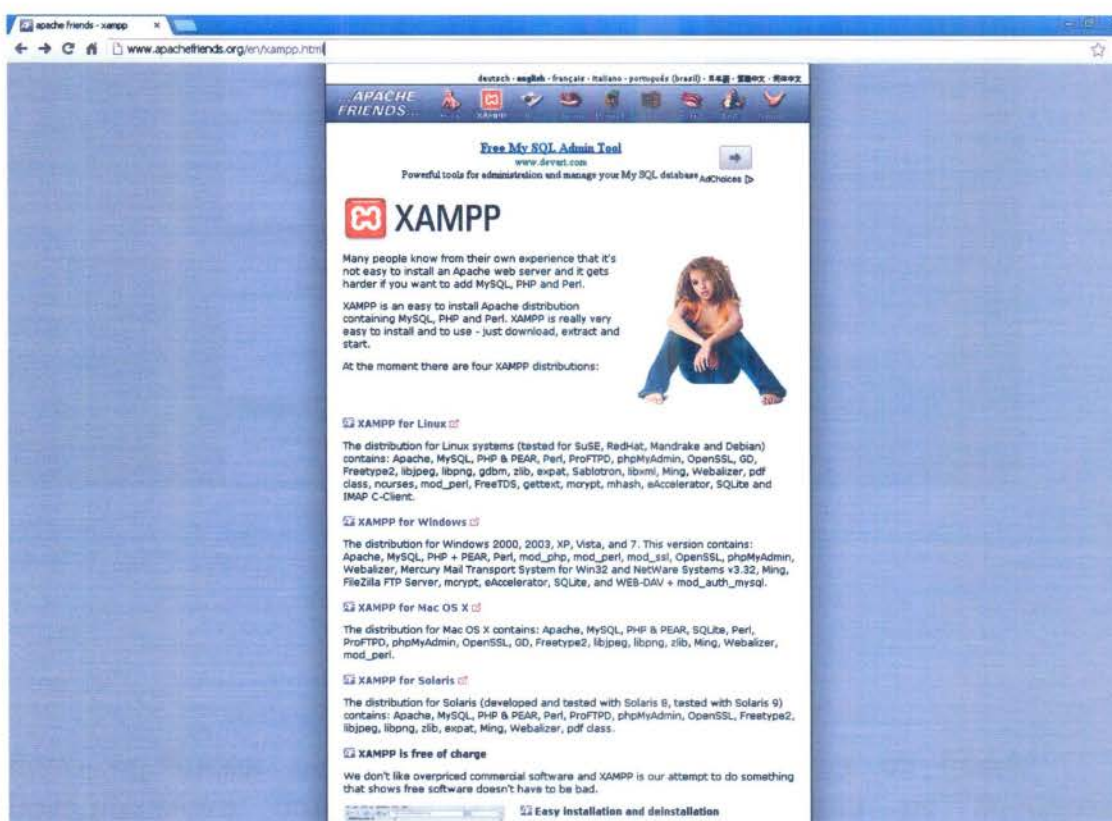 apache friends - xampp
www.apachefriends.org/en/xampp.html
deutsch - english - français - italiano - português (brasil) - 日本語 - 繁體中文 - 简体中文
...APACHE
FRIENDS...
XAMPP
Free My SQL Admin Tool
www.devart.com
Powerful tools for administration and manage your My SQL database
AdChoices
XAMPP
Many people know from their own experience that it's
not easy to install an Apache web server and it gets
harder if you want to add MySQL, PHP and Perl.
XAMPP is an easy to install Apache distribution
containing MySQL, PHP and Perl. XAMPP is really very
easy to install and to use - just download, extract and
start.
At the moment there are four XAMPP distributions:
XAMPP for Linux
The distribution for Linux systems (tested for SuSE, RedHat, Mandrake and Debian)
contains: Apache, MySQL, PHP & PEAR, Perl, ProFTPD, phpMyAdmin, OpenSSL, GD,
Freetype2, libjpeg, libpng, gdbm, zlib, expat, Sablotron, libxml, Ming, Webalizer, pdf
class, ncurses, mod_perl, FreeTDS, gettext, mcrypt, mhash, eAccelerator, SQLite and
IMAP C-Client.
XAMPP for Windows
The distribution for Windows 2000, 2003, XP, Vista, and 7. This version contains:
Apache, MySQL, PHP + PEAR, Perl, mod_php, mod_perl, mod_ssl, OpenSSL, phpMyAdmin,
Webalizer, Mercury Mail Transport System for Win32 and NetWare Systems v3.32, Ming,
FileZilla FTP Server, mcrypt, eAccelerator, SQLite, and WEB-DAV + mod_auth_mysql.
XAMPP for Mac OS X
The distribution for Mac OS X contains: Apache, MySQL, PHP & PEAR, SQLite, Perl,
ProFTPD, phpMyAdmin, OpenSSL, GD, Freetype2, libjpeg, libpng, zlib, Ming, Webalizer,
mod_perl.
XAMPP for Solaris
The distribution for Solaris (developed and tested with Solaris 8, tested with Solaris 9)
contains: Apache, MySQL, PHP & PEAR, Perl, ProFTPD, phpMyAdmin, OpenSSL, Freetype2,
libjpeg, libpng, zlib, expat, Ming, Webalizer, pdf class.
XAMPP is free of charge
We don't like overpriced commercial software and XAMPP is our attempt to do something
that shows free software doesn't have to be bad.
Easy installation and deinstallation